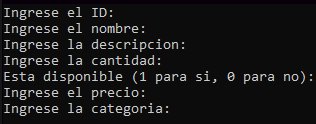 Ingrese el ID:
Ingrese el nombre:
Ingrese la descripcion:
Ingrese la cantidad:
Esta disponible (1 para si, 0 para no):
Ingrese el precio:
Ingrese la categoria: